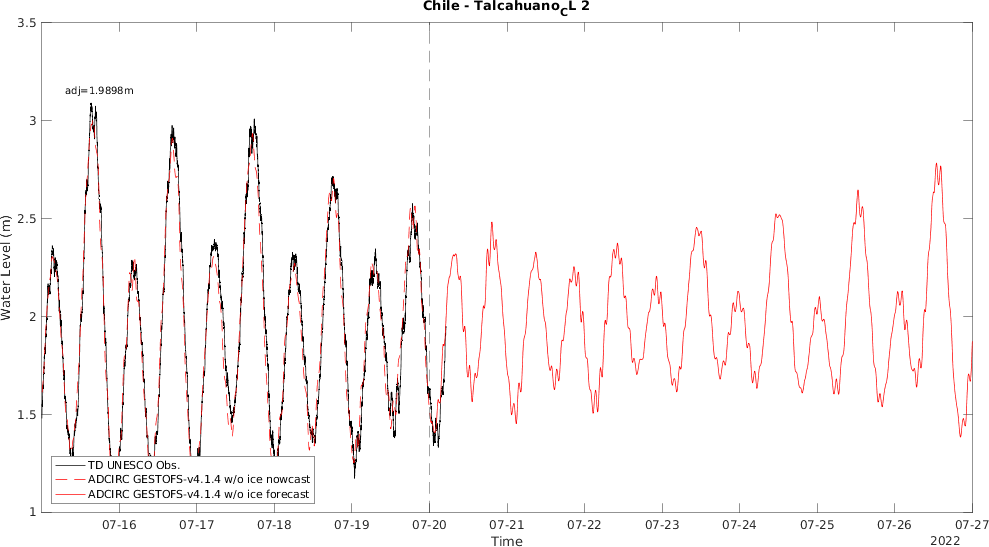 Chile - Talcahuano_CL 2
adj=1.9898m
3.5
3
2.5
2
1.5
1
Water Level (m)
TD UNESCO Obs.
ADCIRC GESTOFS-v4.1.4 w/o ice nowcast
ADCIRC GESTOFS-v4.1.4 w/o ice forecast
07-16 07-17 07-18 07-19 07-20 07-21 07-22 07-23 07-24 07-25 07-26 07-27
Time
2022